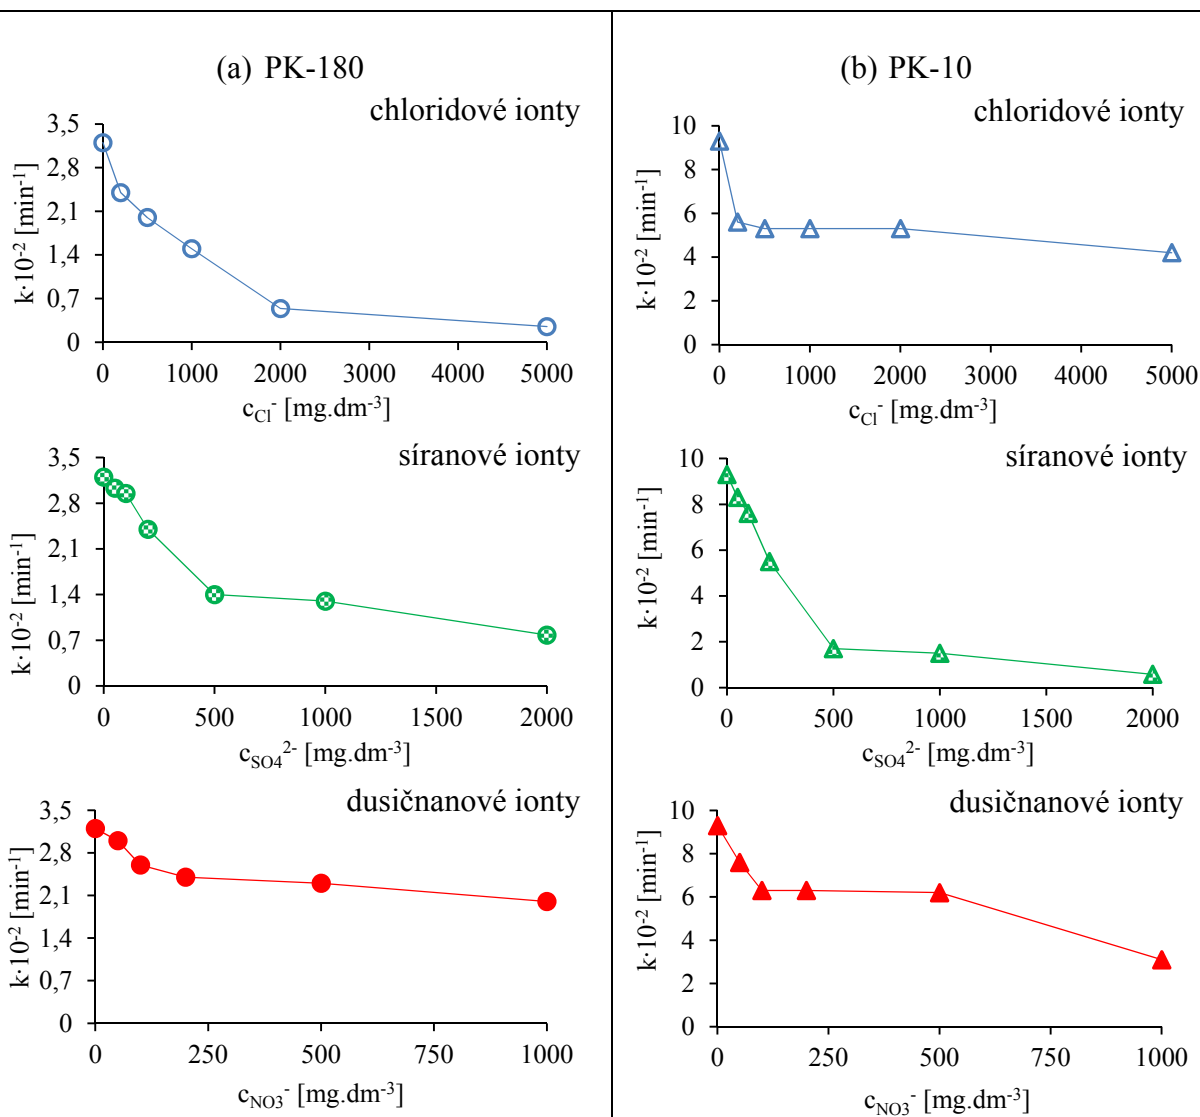 (a) PK-180
chloridové ionty
3,5
2,8
2,1
1,4
0,7
0
k·10⁻² [min⁻¹]
0 1000 2000 3000 4000 5000
c_Cl⁻ [mg.dm⁻³]
síranové ionty
3,5
2,8
2,1
1,4
0,7
0
k·10⁻² [min⁻¹]
0 500 1000 1500 2000
c_SO4²⁻ [mg.dm⁻³]
dusičnanové ionty
3,5
2,8
2,1
1,4
0,7
0
k·10⁻² [min⁻¹]
0 250 500 750 1000
c_NO3⁻ [mg.dm⁻³]
(b) PK-10
chloridové ionty
10
8
6
4
2
0
k·10⁻² [min⁻¹]
0 1000 2000 3000 4000 5000
c_Cl⁻ [mg.dm⁻³]
síranové ionty
10
8
6
4
2
0
k·10⁻² [min⁻¹]
0 500 1000 1500 2000
c_SO4²⁻ [mg.dm⁻³]
dusičnanové ionty
10
8
6
4
2
0
k·10⁻² [min⁻¹]
0 250 500 750 1000
c_NO3⁻ [mg.dm⁻³]